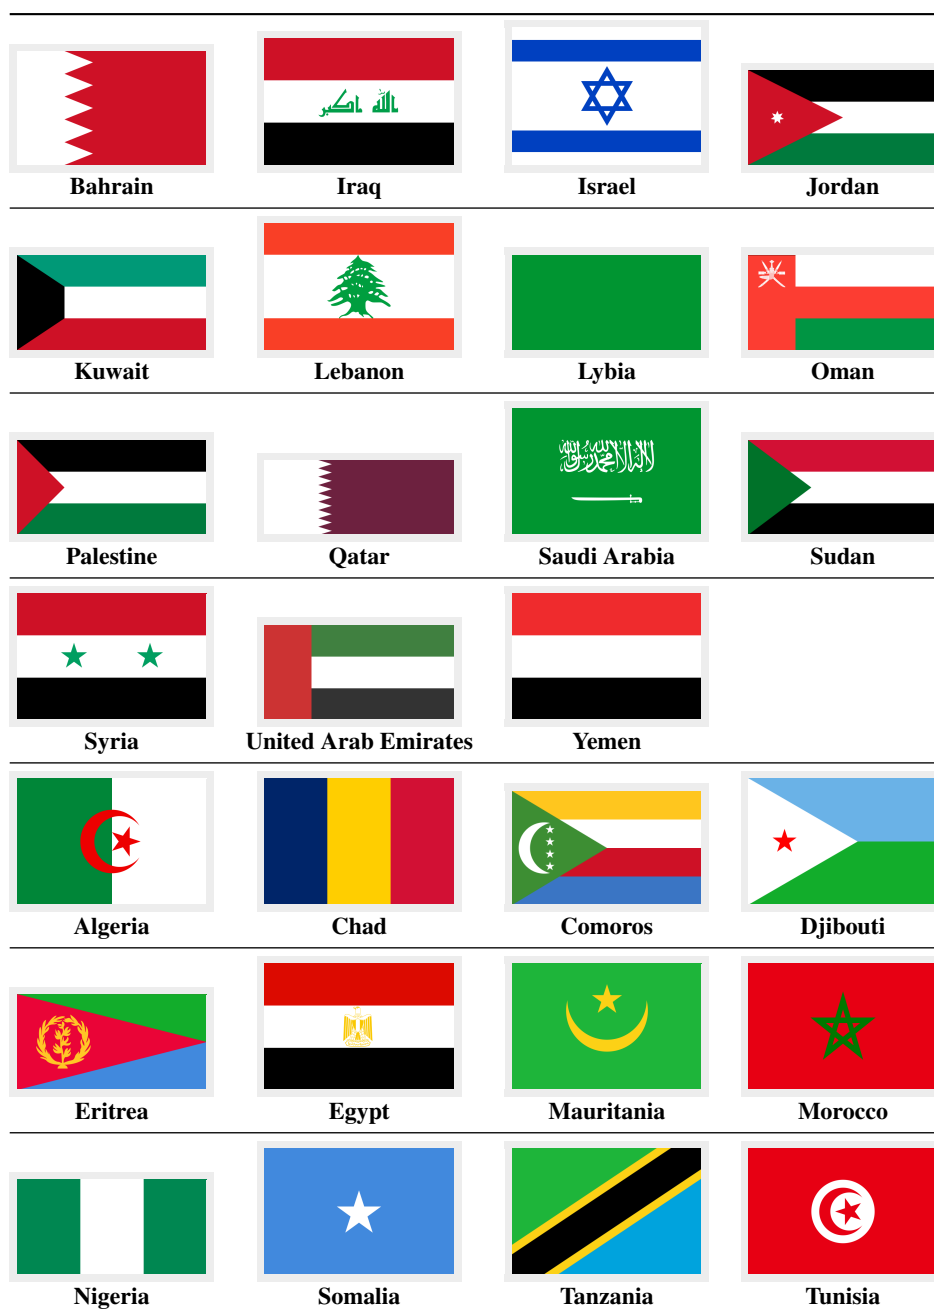 الله اكبر
Bahrain Iraq Israel Jordan
Kuwait Lebanon Lybia Oman
لا إله إلا الله محمد رسول الله
Palestine Qatar Saudi Arabia Sudan
Syria United Arab Emirates Yemen
Algeria Chad Comoros Djibouti
Eritrea Egypt Mauritania Morocco
Nigeria Somalia Tanzania Tunisia